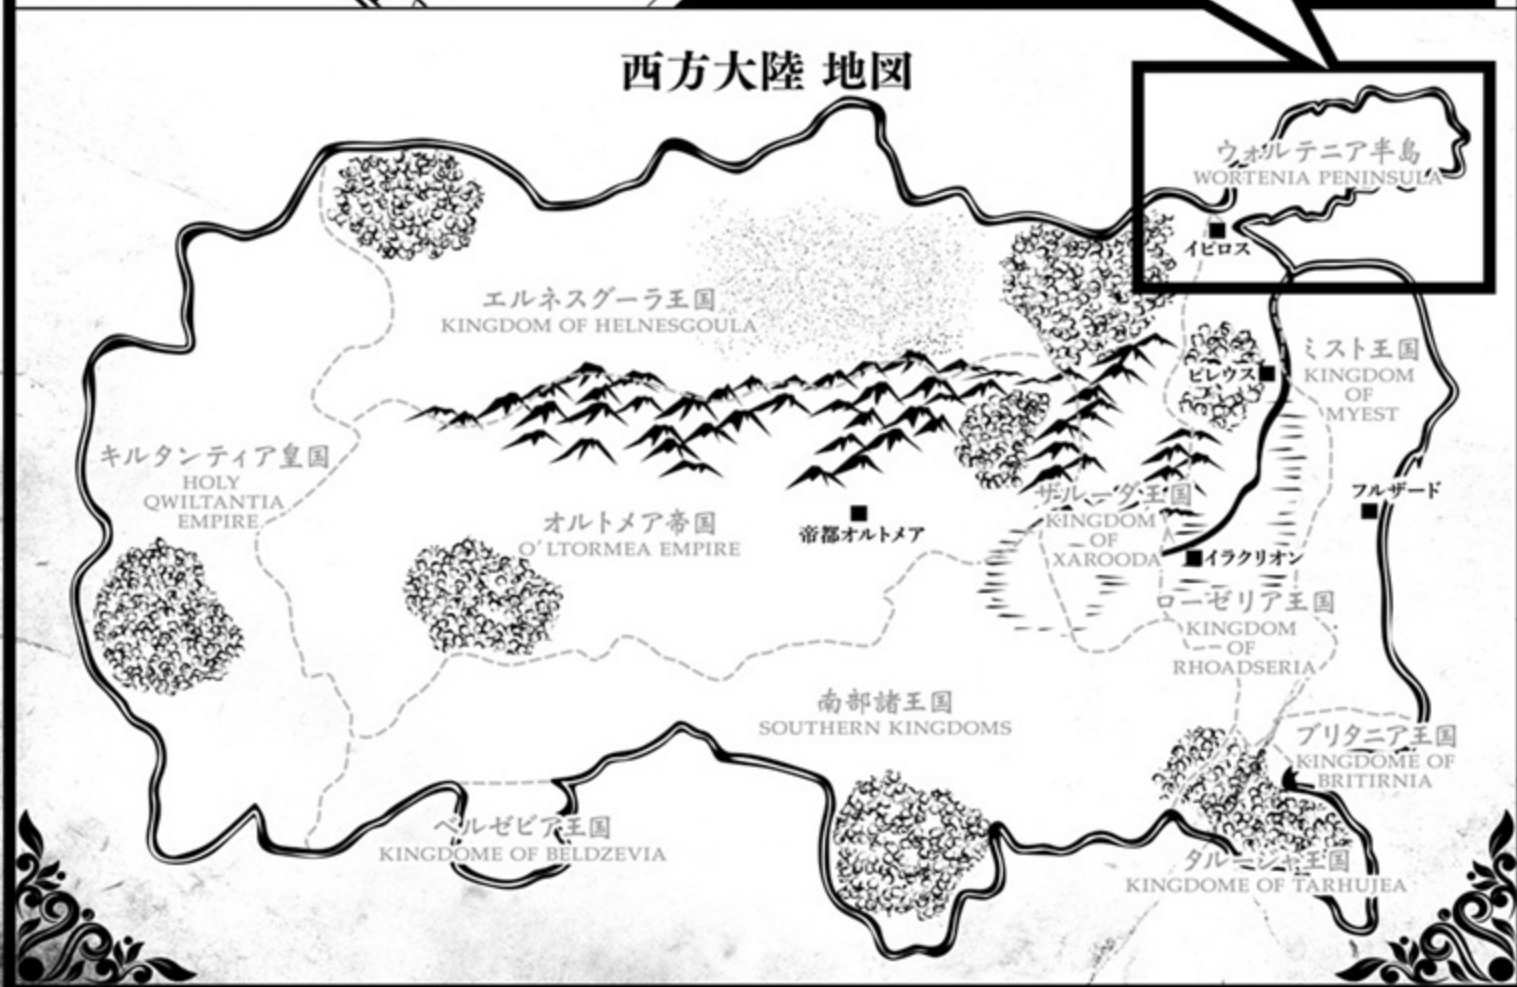 西方大陸 地図
ウォルテニア半島
WORTENIA PENINSULA
イピロス
エルネスグーラ王国
KINGDOM OF HELNESGOULA
ミスト王国
KINGDOM
OF
MYEST
ピレウス
キルタンティア皇国
HOLY
QWILTANTIA
EMPIRE
フルザード
ザルーダ王国
KINGDOM
OF
XAROODA
オルトメア帝国
O'LTORMEA EMPIRE
帝都オルトメア
イラクリオン
ローゼリア王国
KINGDOM
OF
RHOADSERIA
南部諸王国
SOUTHERN KINGDOMS
ブリタニア王国
KINGDOME OF
BRITIRNIA
ベルゼビア王国
KINGDOME OF BELDZEVIA
タルージャ王国
KINGDOME OF TARHUJEA